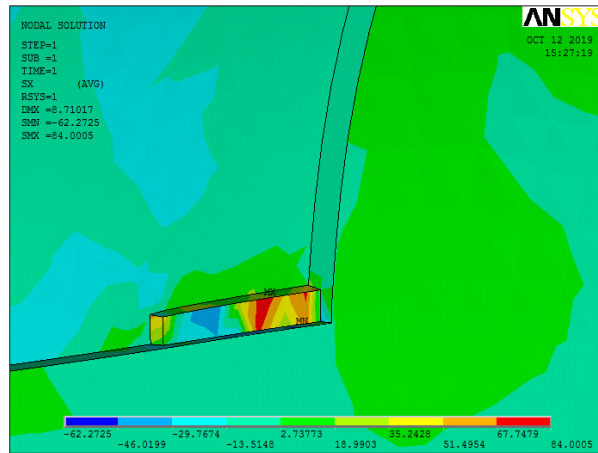 NODAL SOLUTION
STEP=1
SUB =1
TIME=1
SX (AVG)
RSYS=1
DMX =8.71017
SMN =-62.2725
SMX =84.0005
ANSYS
OCT 12 2019
15:27:19
MX
MN
-62.2725 -29.7674 2.73773 35.2428 67.7479
-46.0199 -13.5148 18.9903 51.4954 84.0005